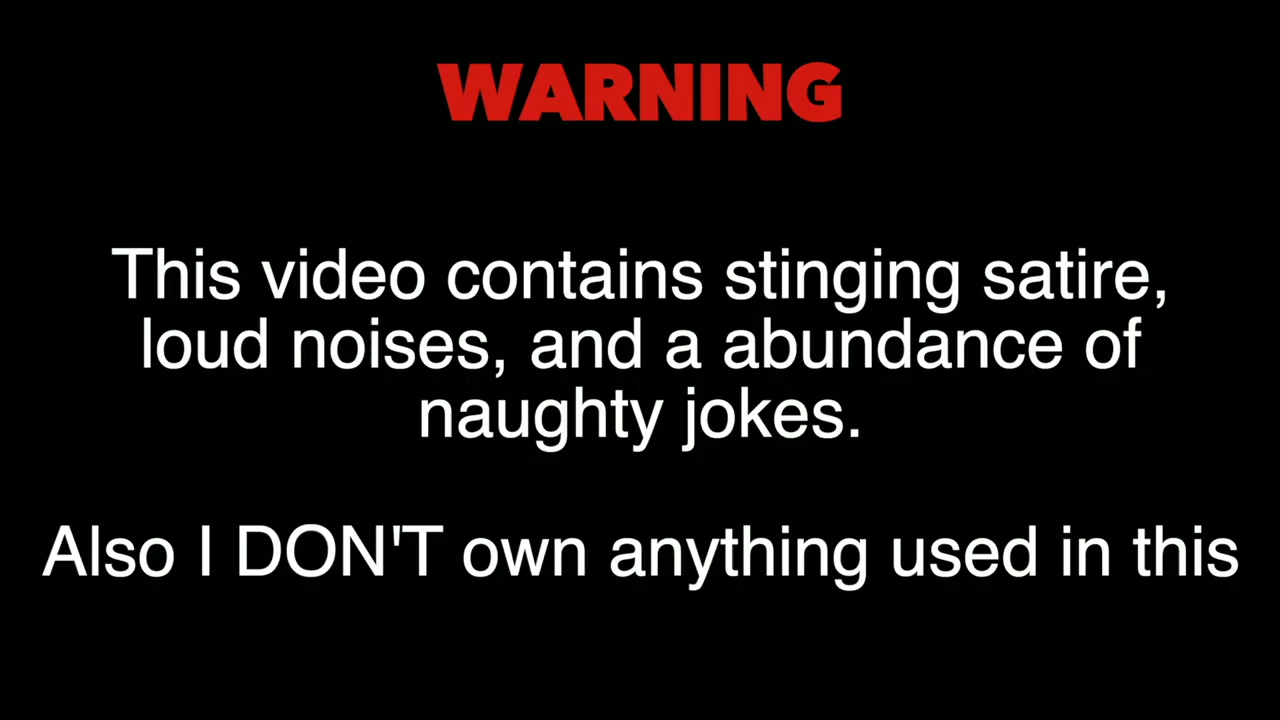 WARNING
This video contains stinging satire,
loud noises, and a abundance of
naughty jokes.
Also I DON'T own anything used in this